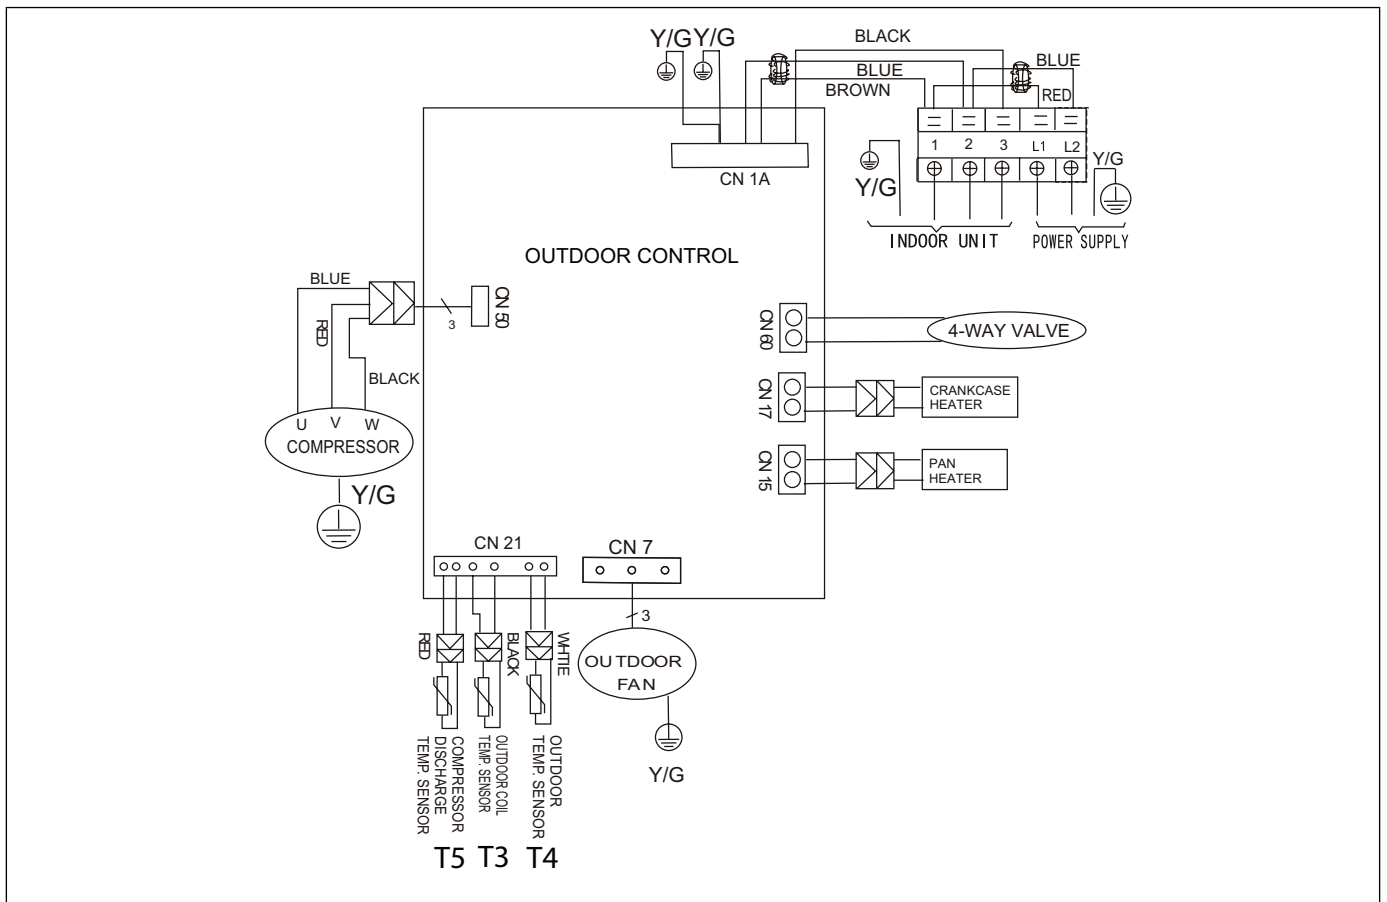 Y/G Y/G
BLACK
BLUE
BROWN
BLUE
RED
1 2 3 L1 L2
Y/G
Y/G
INDOOR UNIT
POWER SUPPLY
CN 1A
OUTDOOR CONTROL
BLUE
RED
BLACK
3
CN 50
U V W
COMPRESSOR
Y/G
CN 60
4-WAY VALVE
CN 17
CRANKCASE
HEATER
CN 15
PAN
HEATER
CN 21
CN 7
3
RED
BLACK
WHTIE
OUTDOOR
FAN
Y/G
COMPRESSOR
DISCHARGE
TEMP. SENSOR
OUTDOOR COIL
TEMP. SENSOR
OUTDOOR
TEMP. SENSOR
T5 T3 T4